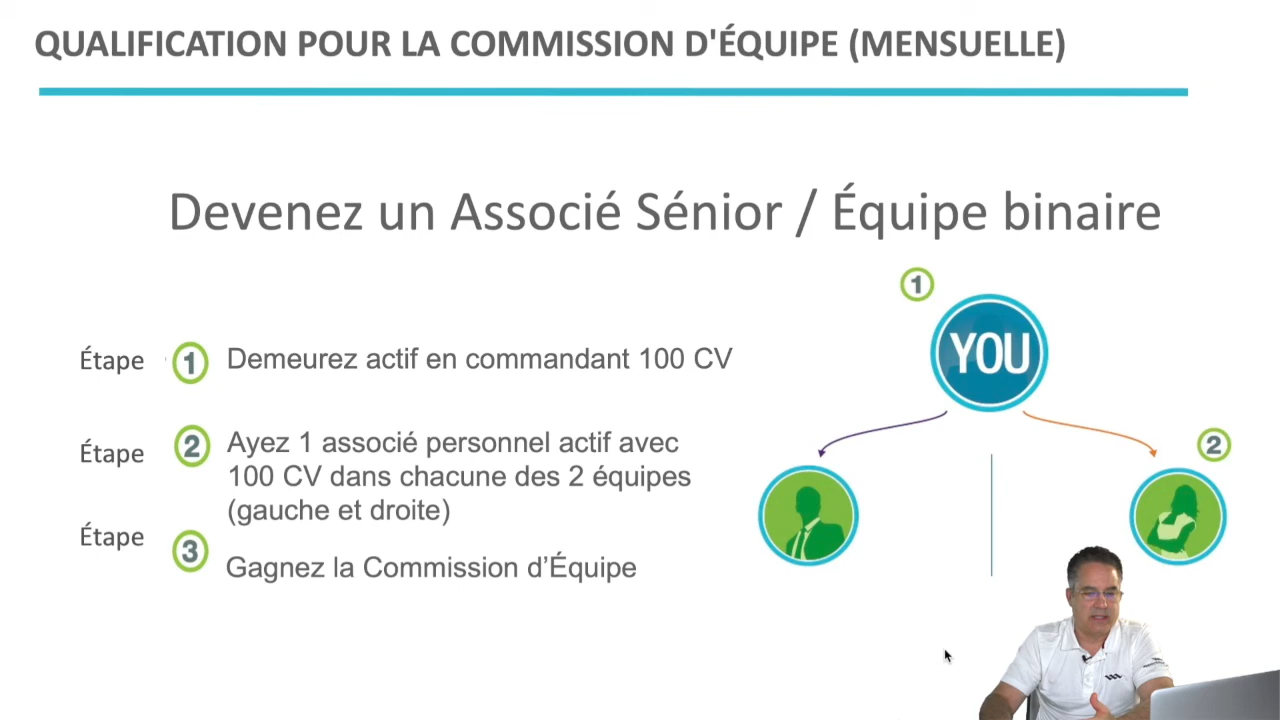 QUALIFICATION POUR LA COMMISSION D'ÉQUIPE (MENSUELLE)
Devenez un Associé Sénior / Équipe binaire
Étape 1 Demeurez actif en commandant 100 CV
Étape 2 Ayez 1 associé personnel actif avec
100 CV dans chacune des 2 équipes
(gauche et droite)
Étape 3 Gagnez la Commission d’Équipe
1
YOU
2